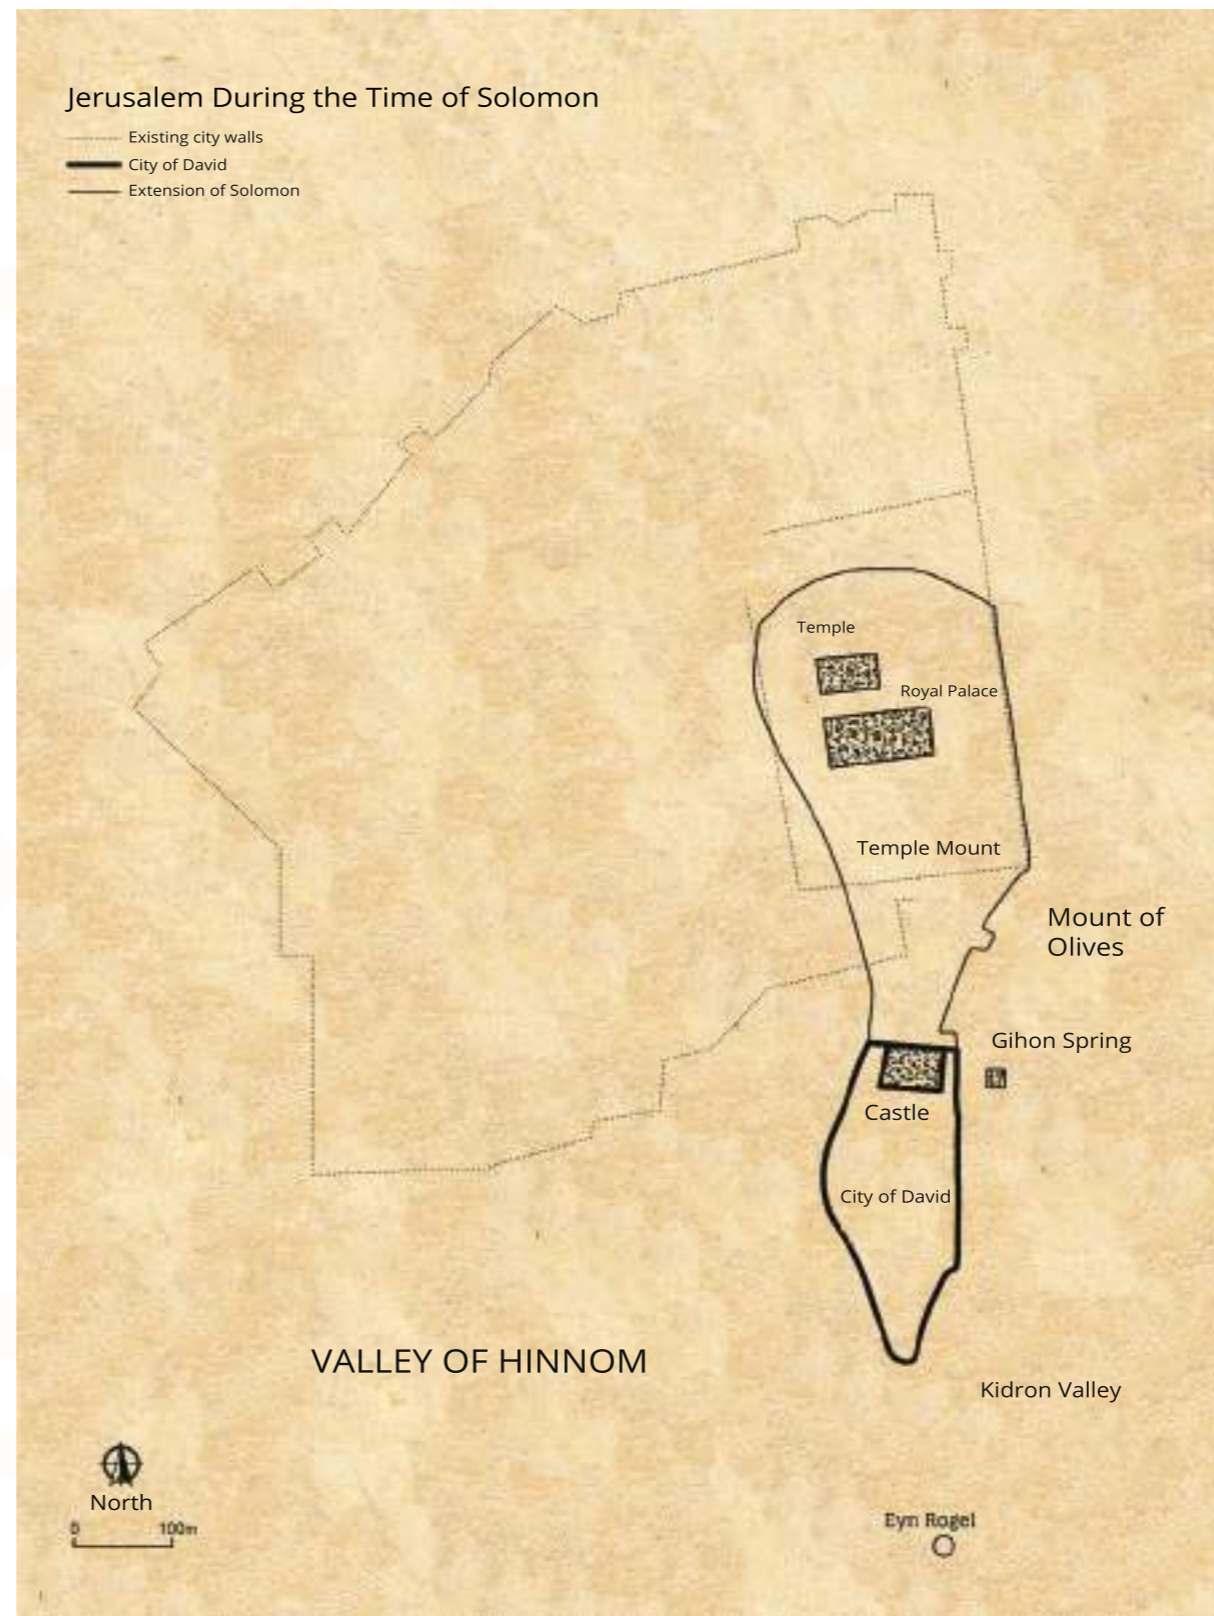 Jerusalem During the Time of Solomon
Existing city walls
City of David
Extension of Solomon
Temple
Royal Palace
Temple Mount
Mount of
Olives
Gihon Spring
Castle
City of David
VALLEY OF HINNOM
Kidron Valley
North
0 100m
Eyn Rogel